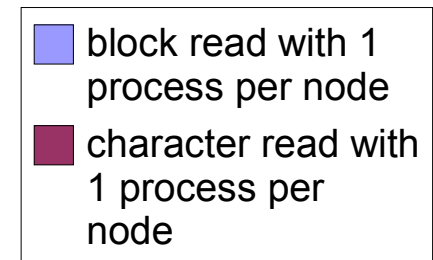 block read with 1
process per node
character read with
1 process per
node